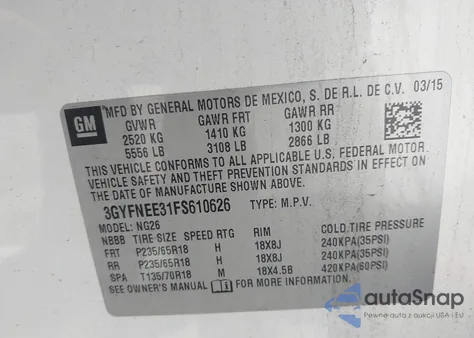 GM
MFD BY GENERAL MOTORS DE MEXICO, S. DE R.L. DE C.V. 03/15
GVWR GAWR FRT GAWR RR
2520 KG 1410 KG 1300 KG
5556 LB 3108 LB 2866 LB
THIS VEHICLE CONFORMS TO ALL APPLICABLE U.S. FEDERAL MOTOR
VEHICLE SAFETY AND THEFT PREVENTION STANDARDS IN EFFECT
ON THE DATE OF MANUFACTURE SHOWN ABOVE.
3GYFNEE31FS610626 TYPE: M.P.V.
MODEL: NG26
NBBB TIRE SIZE SPEED RTG RIM COLD TIRE PRESSURE
FRT P235/65R18 H 18X8J 240KPA(35PSI)
RR P235/65R18 H 18X8J 240KPA(35PSI)
SPA T135/70R18 M 18X4.5B 420KPA(60PSI)
SEE OWNER'S MANUAL FOR MORE INFORMATION
autoSnap
Pewne auta z aukcji USA i EU